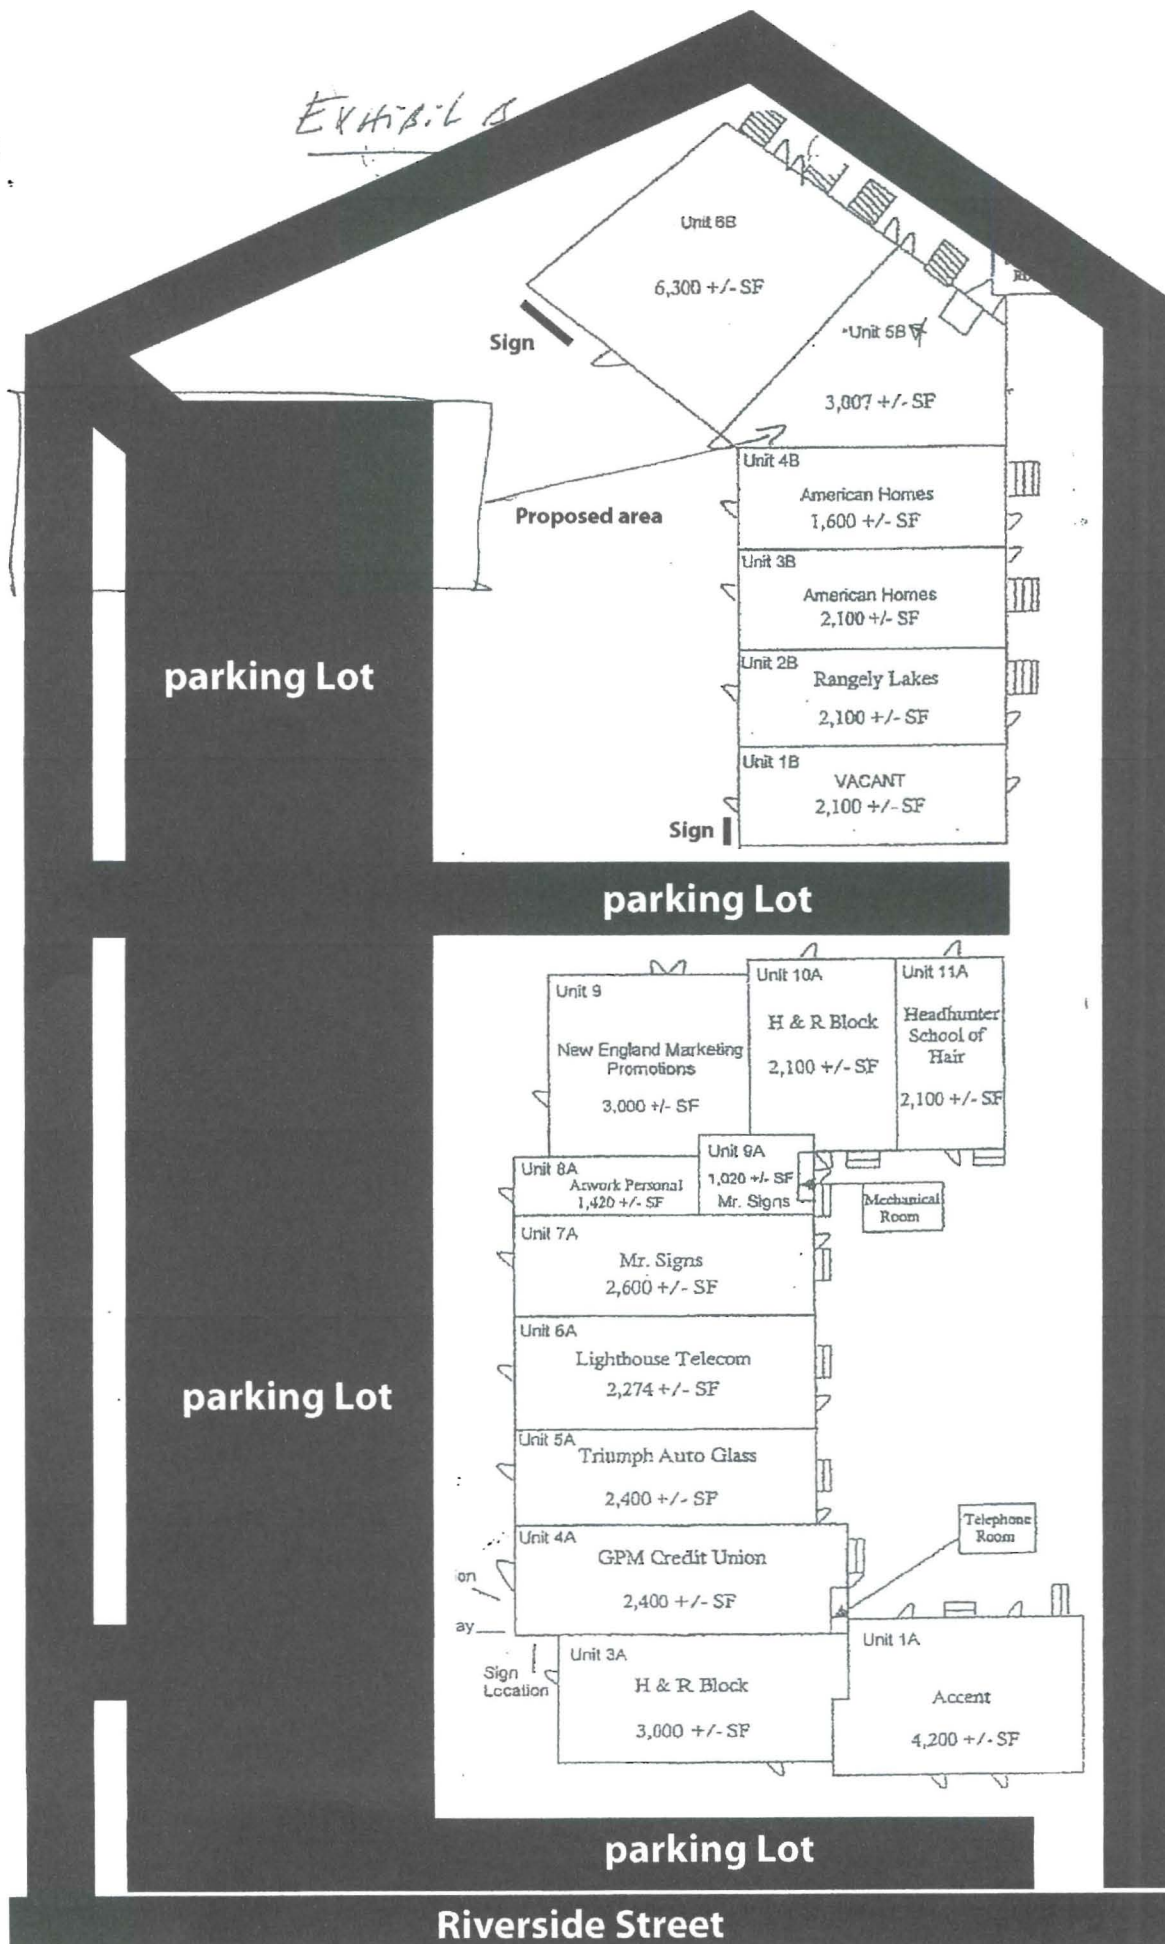 Exhibit B
Unit 6B
6,300 +/- SF
Sign
Unit 5B
3,007 +/- SF
Unit 4B
American Homes
1,600 +/- SF
Proposed area
Unit 3B
American Homes
2,100 +/- SF
parking Lot
Unit 2B
Rangely Lakes
2,100 +/- SF
Unit 1B
VACANT
2,100 +/- SF
Sign
parking Lot
Unit 9
New England Marketing
Promotions
3,000 +/- SF
Unit 10A
H & R Block
2,100 +/- SF
Unit 11A
Headhunter
School of
Hair
2,100 +/- SF
Unit 8A
Atwork Personal
1,420 +/- SF
Unit 9A
1,020 +/- SF
Mr. Signs
Mechanical
Room
Unit 7A
Mr. Signs
2,600 +/- SF
Unit 6A
Lighthouse Telecom
2,274 +/- SF
parking Lot
Unit 5A
Triumph Auto Glass
2,400 +/- SF
Telephone
Room
Unit 4A
GPM Credit Union
2,400 +/- SF
on
ay
Unit 3A
H & R Block
3,000 +/- SF
Sign
Location
Unit 1A
Accent
4,200 +/- SF
parking Lot
Riverside Street